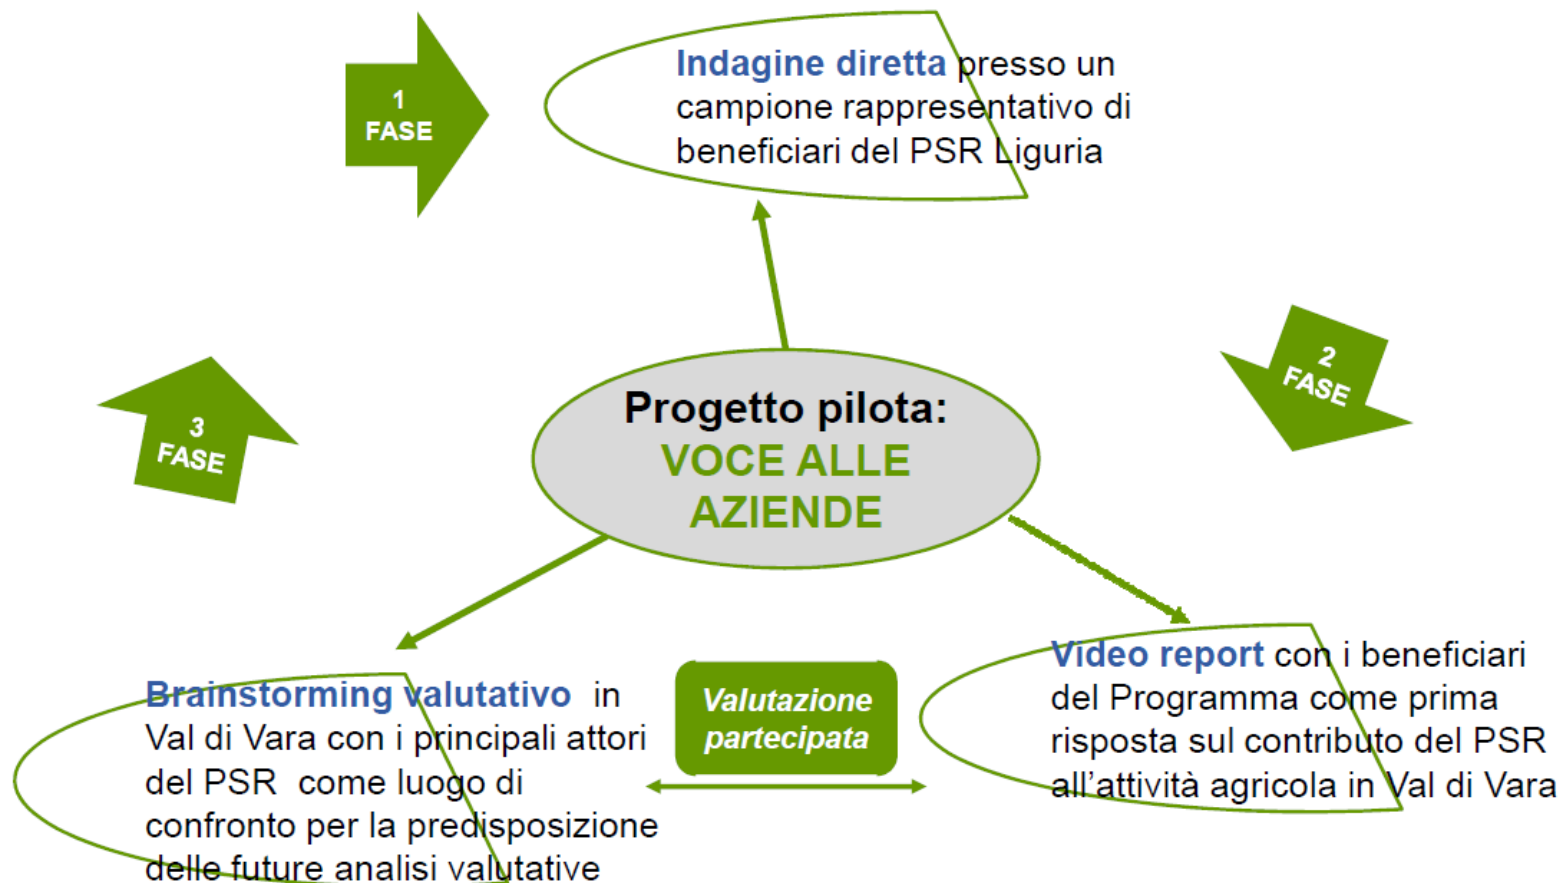 1
FASE
Indagine diretta presso un
campione rappresentativo di
beneficiari del PSR Liguria
2
FASE
3
FASE
Progetto pilota:
VOCE ALLE
AZIENDE
Brainstorming valutativo in
Val di Vara con i principali attori
del PSR come luogo di
confronto per la predisposizione
delle future analisi valutative
Valutazione
partecipata
Video report con i beneficiari
del Programma come prima
risposta sul contributo del PSR
all'attività agricola in Val di Vara